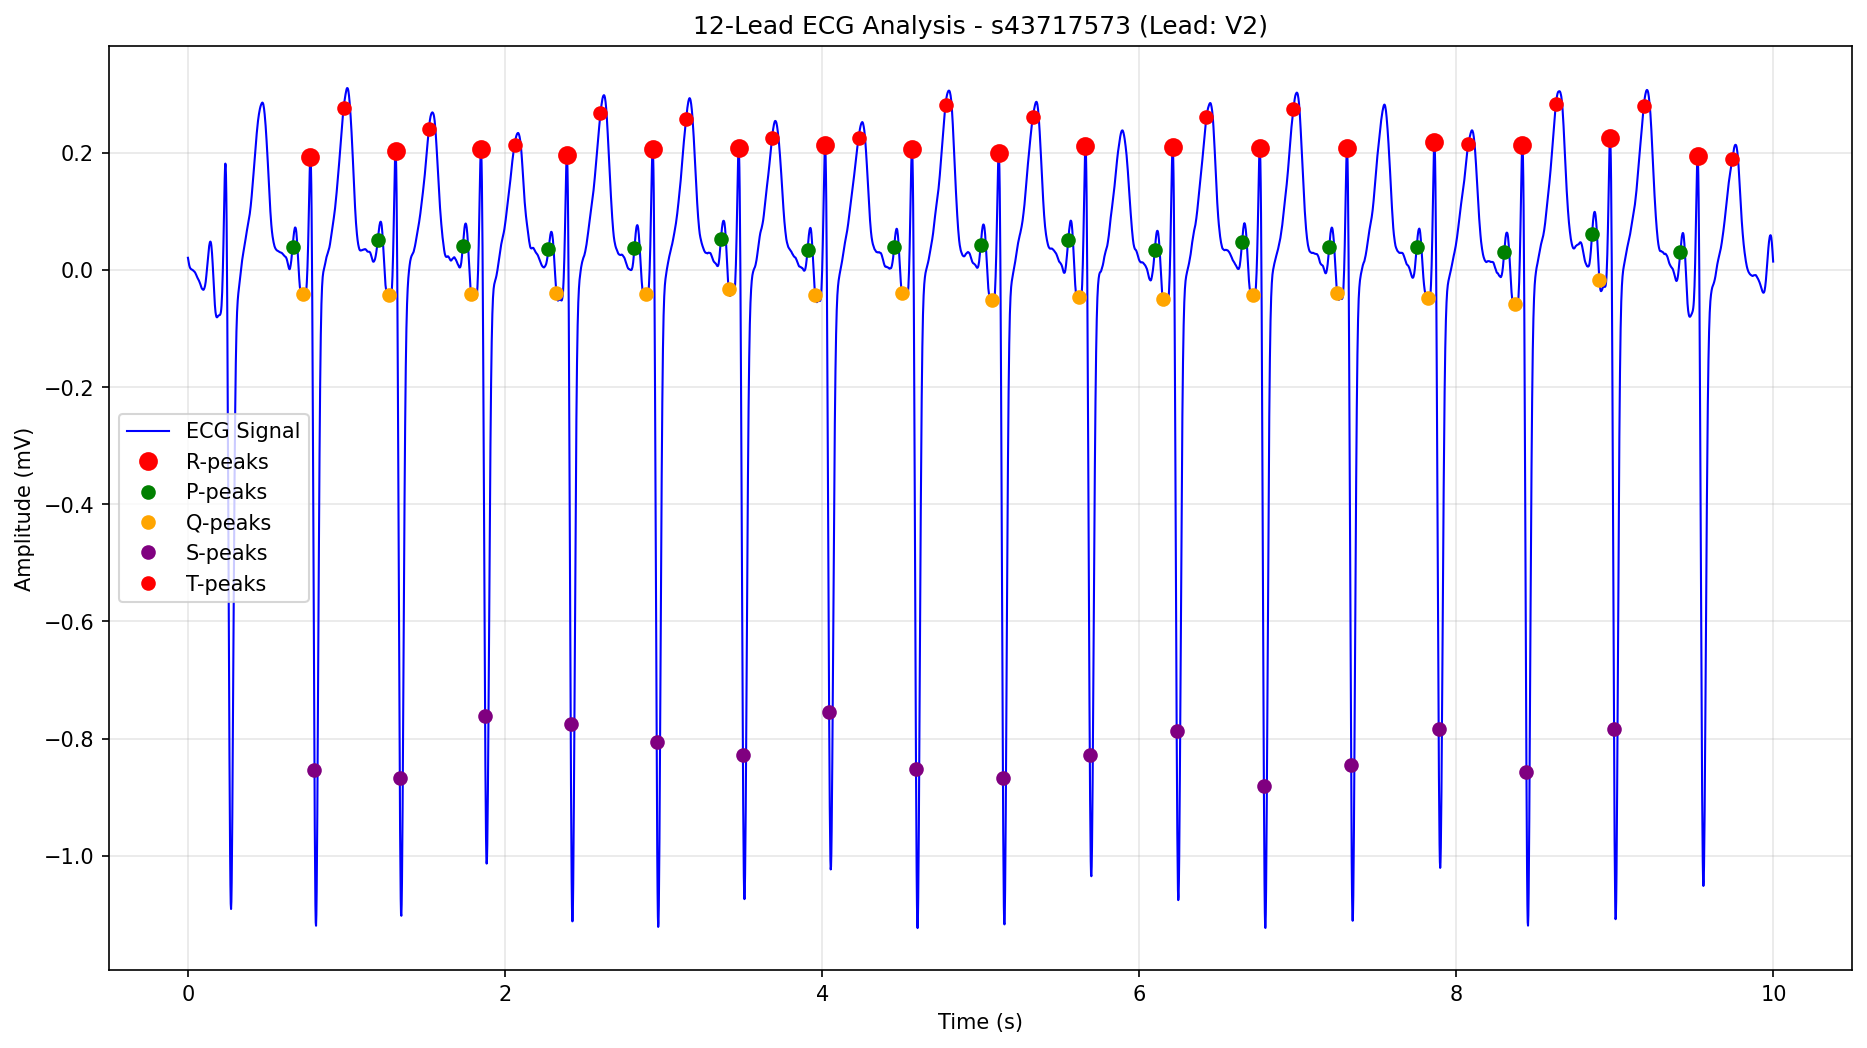 12-Lead ECG Analysis - s43717573 (Lead: V2)
Amplitude (mV)
0.2
0.0
−0.2
−0.4
−0.6
−0.8
−1.0
ECG Signal
R-peaks
P-peaks
Q-peaks
S-peaks
T-peaks
0 2 4 6 8 10
Time (s)